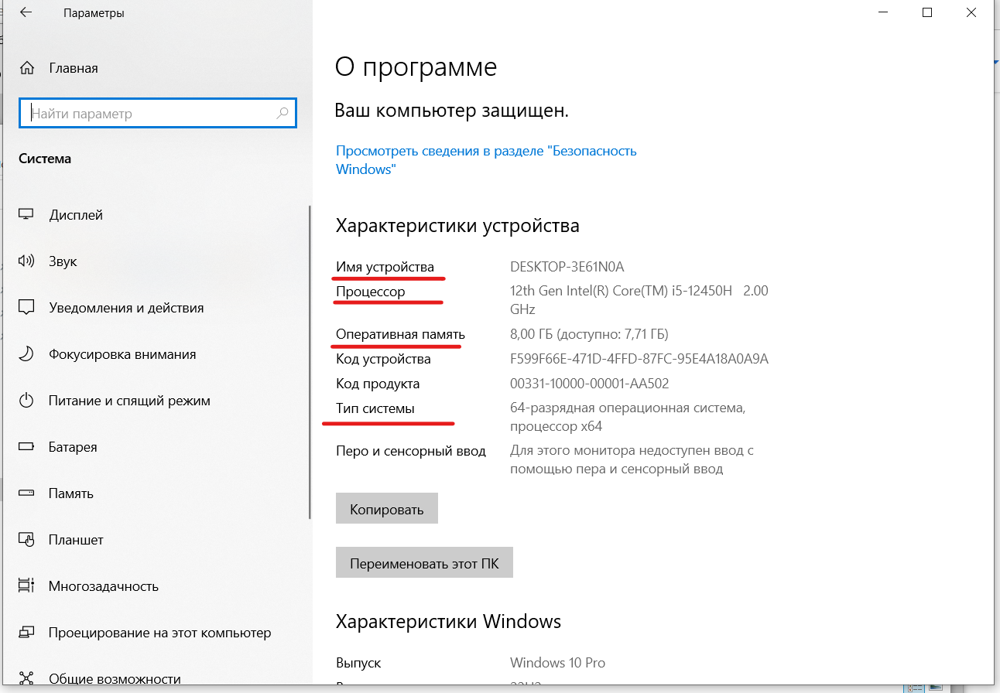 Параметры
Главная
Найти параметр
Система
Дисплей
Звук
Уведомления и действия
Фокусировка внимания
Питание и спящий режим
Батарея
Память
Планшет
Многозадачность
Проецирование на этот компьютер
Общие возможности
О программе
Ваш компьютер защищен.
Просмотреть сведения в разделе "Безопасность
Windows"
Характеристики устройства
Имя устройства DESKTOP-3E61N0A
Процессор 12th Gen Intel(R) Core(TM) i5-12450H 2.00
GHz
Оперативная память 8,00 ГБ (доступно: 7,71 ГБ)
Код устройства F599F66E-471D-4FFD-87FC-95E4A18A0A9A
Код продукта 00331-10000-00001-AA502
Тип системы 64-разрядная операционная система,
процессор x64
Перо и сенсорный ввод Для этого монитора недоступен ввод с
помощью пера и сенсорный ввод
Копировать
Переименовать этот ПК
Характеристики Windows
Выпуск Windows 10 Pro